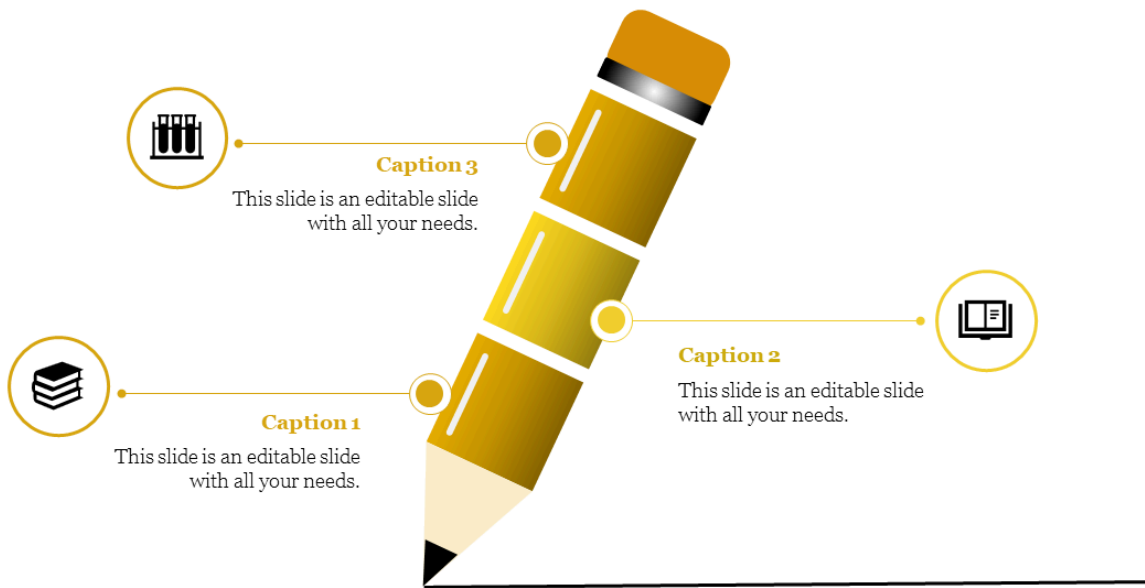 Caption 3
This slide is an editable slide
with all your needs.
Caption 2
This slide is an editable slide
with all your needs.
Caption 1
This slide is an editable slide
with all your needs.